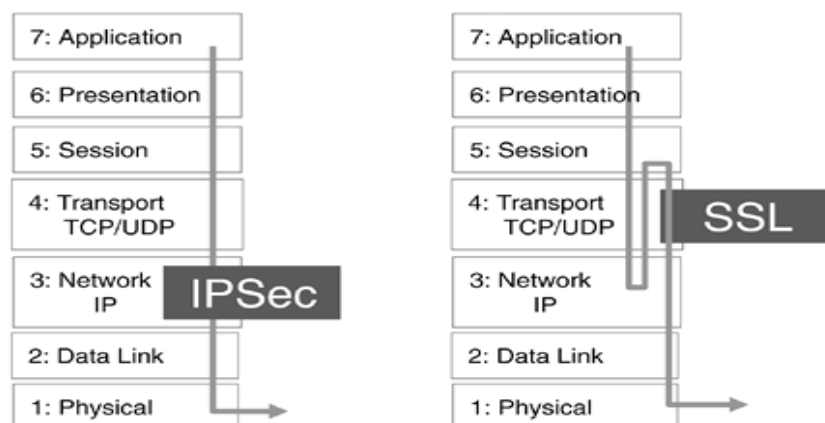 7: Application
6: Presentation
5: Session
4: Transport
TCP/UDP
3: Network
IP
IPSec
2: Data Link
1: Physical
7: Application
6: Presentation
5: Session
4: Transport
TCP/UDP
SSL
3: Network
IP
2: Data Link
1: Physical